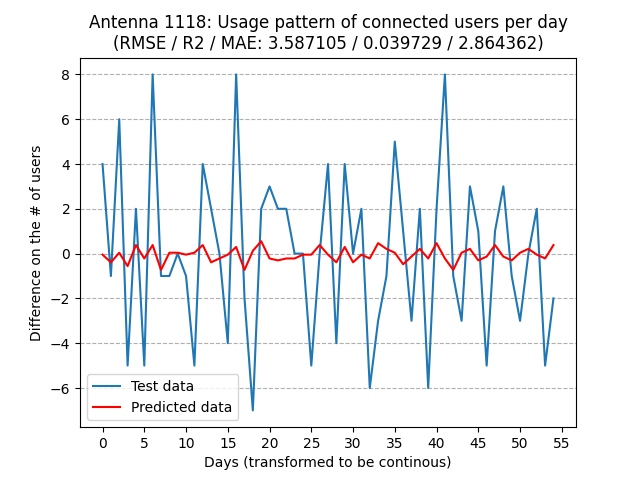 Antenna 1118: Usage pattern of connected users per day
(RMSE / R2 / MAE: 3.587105 / 0.039729 / 2.864362)
Difference on the # of users
8
6
4
2
0
−2
−4
−6
Test data
Predicted data
0 5 10 15 20 25 30 35 40 45 50 55
Days (transformed to be continous)